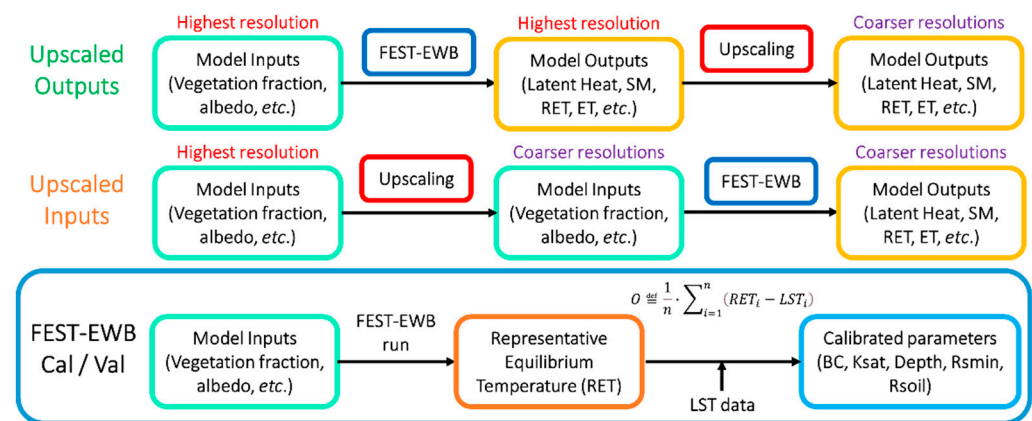 Highest resolution
Highest resolution
Coarser resolutions
Upscaled
Outputs
Model Inputs
(Vegetation fraction,
albedo, etc.)
FEST-EWB
Model Outputs
(Latent Heat, SM,
RET, ET, etc.)
Upscaling
Model Outputs
(Latent Heat, SM,
RET, ET, etc.)
Highest resolution
Coarser resolutions
Coarser resolutions
Upscaled
Inputs
Model Inputs
(Vegetation fraction,
albedo, etc.)
Upscaling
Model Inputs
(Vegetation fraction,
albedo, etc.)
FEST-EWB
Model Outputs
(Latent Heat, SM,
RET, ET, etc.)
FEST-EWB
Cal / Val
Model Inputs
(Vegetation fraction,
albedo, etc.)
FEST-EWB
run
Representative
Equilibrium
Temperature (RET)
O ≝ 1/n · ∑ⁿᵢ₌₁ (RETᵢ − LSTᵢ)
LST data
Calibrated parameters
(BC, Ksat, Depth, Rsmin,
Rsoil)